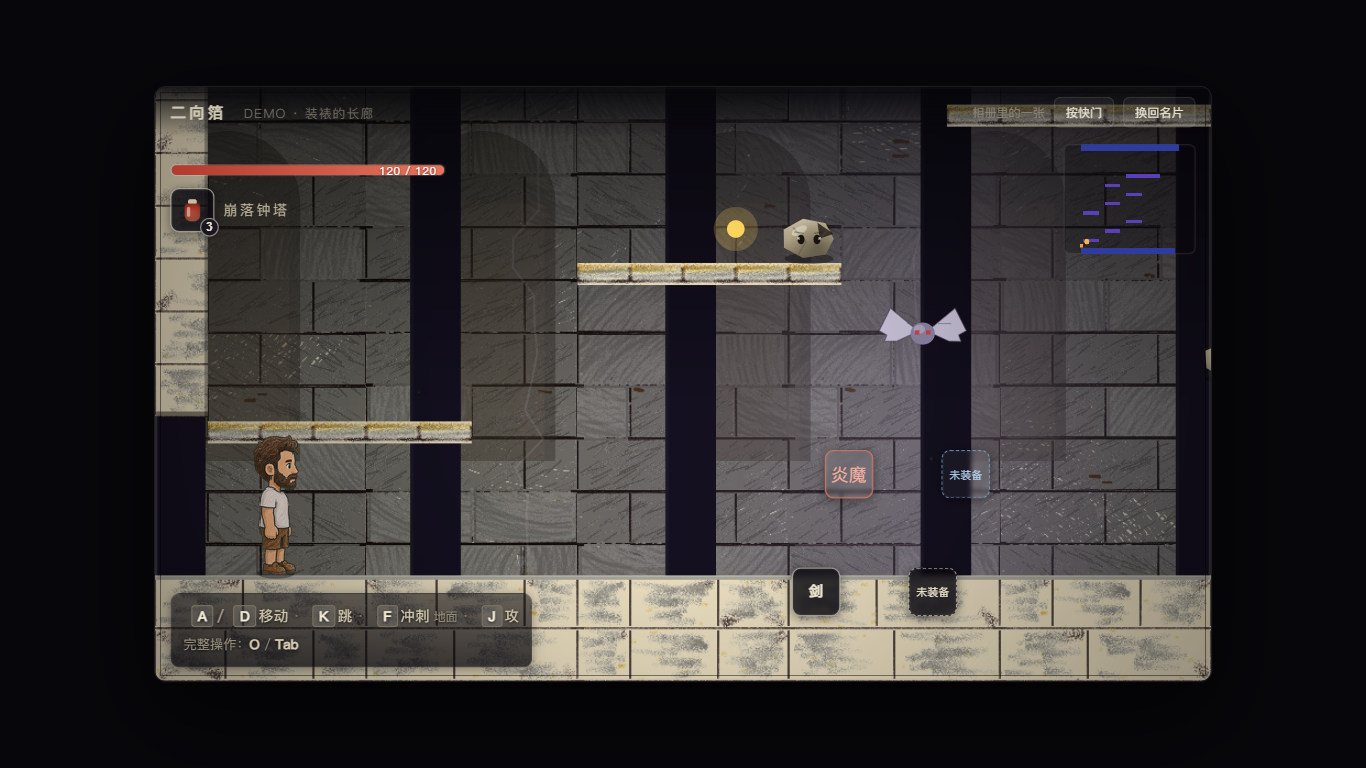 二向箔 DEMO · 装裱的长廊
相册里的一张 按快门 换回名片
120 / 120
崩落钟塔
3
炎魔 未装备
剑 未装备
A / D 移动 · K 跳 · F 冲刺 地面 · J 攻
完整操作: O / Tab